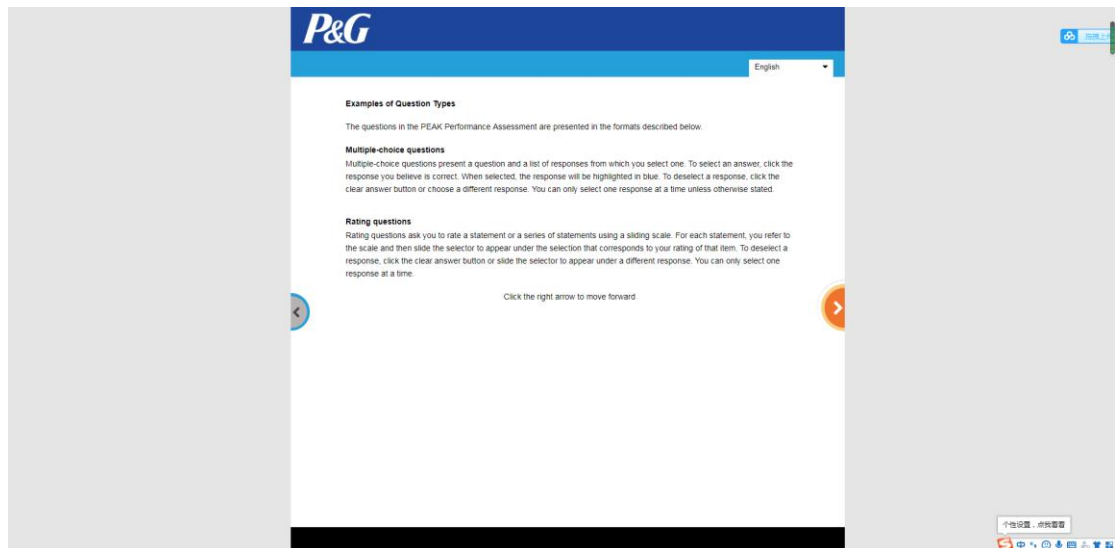 P&G
English
Examples of Question Types
The questions in the PEAK Performance Assessment are presented in the formats described below.
Multiple-choice questions
Multiple-choice questions present a question and a list of responses from which you select one. To select an answer, click the
response you believe is correct. When selected, the response will be highlighted in blue. To deselect a response, click the
clear answer button or choose a different response. You can only select one response at a time unless otherwise stated.
Rating questions
Rating questions ask you to rate a statement or a series of statements using a sliding scale. For each statement, you refer to
the scale and then slide the selector to appear under the selection that corresponds to your rating of that item. To deselect a
response, click the clear answer button or slide the selector to appear under a different response. You can only select one
response at a time.
Click the right arrow to move forward
个性设置，点我看看
中